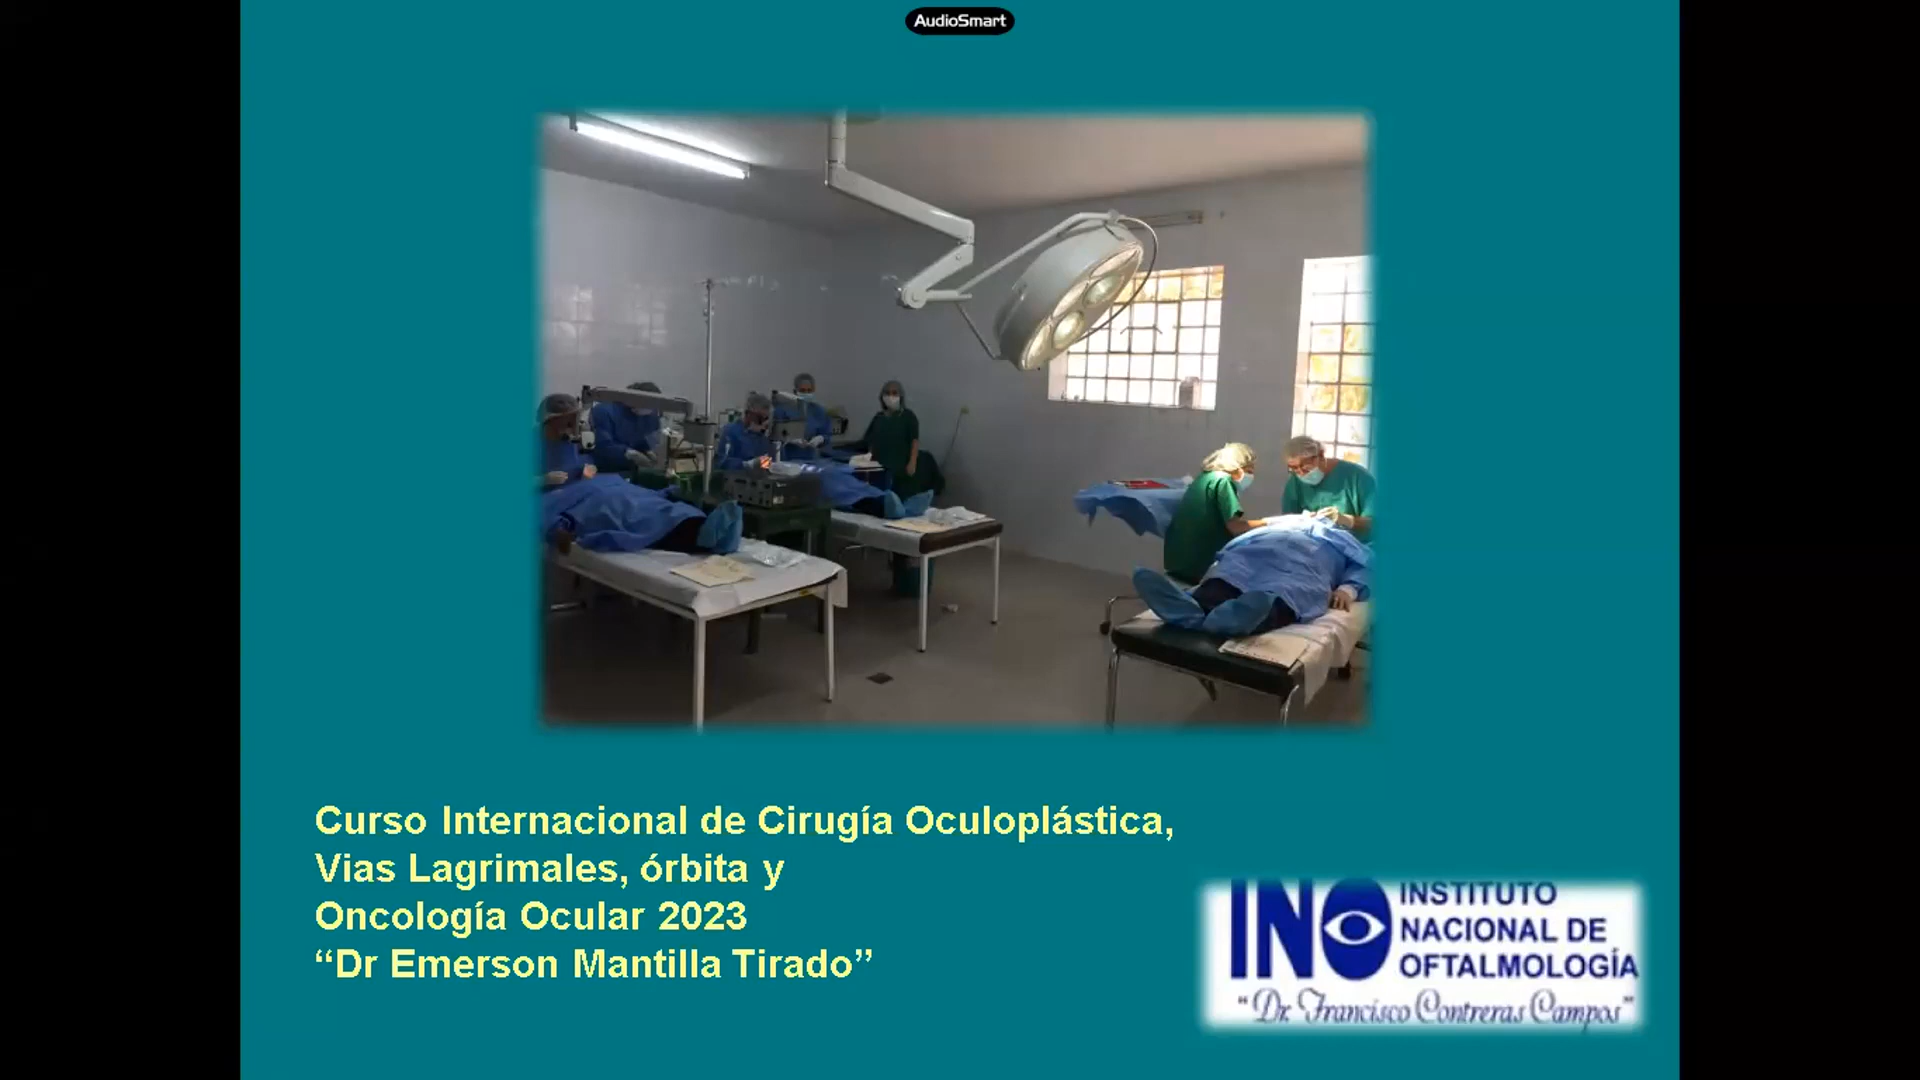 AudioSmart
Curso Internacional de Cirugía Oculoplástica,
Vias Lagrimales, órbita y
Oncología Ocular 2023
“Dr Emerson Mantilla Tirado”
INO
INSTITUTO
NACIONAL DE
OFTALMOLOGÍA
"Dr. Francisco Contreras Campos"